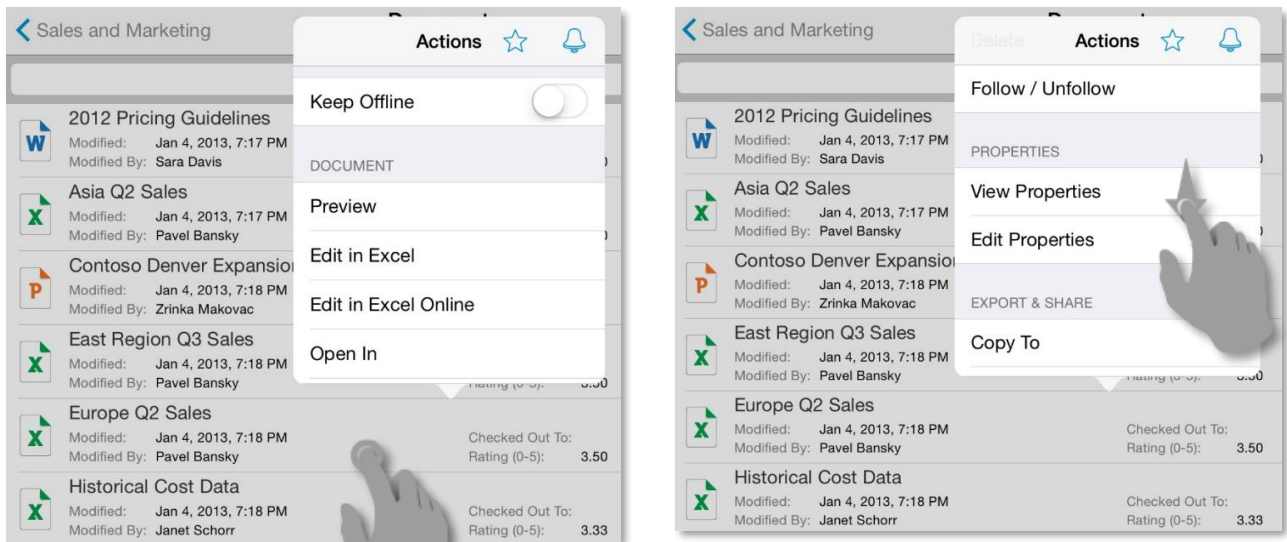 Sales and Marketing
Actions
Keep Offline
DOCUMENT
Preview
Edit in Excel
Edit in Excel Online
Open In
W
2012 Pricing Guidelines
Modified: Jan 4, 2013, 7:17 PM
Modified By: Sara Davis
X
Asia Q2 Sales
Modified: Jan 4, 2013, 7:17 PM
Modified By: Pavel Bansky
P
Contoso Denver Expansion
Modified: Jan 4, 2013, 7:18 PM
Modified By: Zrinka Makovac
X
East Region Q3 Sales
Modified: Jan 4, 2013, 7:18 PM
Modified By: Pavel Bansky
Rating (0-5): 3.50
X
Europe Q2 Sales
Modified: Jan 4, 2013, 7:18 PM
Modified By: Pavel Bansky
Checked Out To:
Rating (0-5): 3.50
X
Historical Cost Data
Modified: Jan 4, 2013, 7:18 PM
Modified By: Janet Schorr
Checked Out To:
Rating (0-5): 3.33
Sales and Marketing
Delete
Actions
Follow / Unfollow
PROPERTIES
View Properties
Edit Properties
EXPORT & SHARE
Copy To
W
2012 Pricing Guidelines
Modified: Jan 4, 2013, 7:17 PM
Modified By: Sara Davis
X
Asia Q2 Sales
Modified: Jan 4, 2013, 7:17 PM
Modified By: Pavel Bansky
P
Contoso Denver Expansion
Modified: Jan 4, 2013, 7:18 PM
Modified By: Zrinka Makovac
X
East Region Q3 Sales
Modified: Jan 4, 2013, 7:18 PM
Modified By: Pavel Bansky
Rating (0-5): 3.50
X
Europe Q2 Sales
Modified: Jan 4, 2013, 7:18 PM
Modified By: Pavel Bansky
Checked Out To:
Rating (0-5): 3.50
X
Historical Cost Data
Modified: Jan 4, 2013, 7:18 PM
Modified By: Janet Schorr
Checked Out To:
Rating (0-5): 3.33